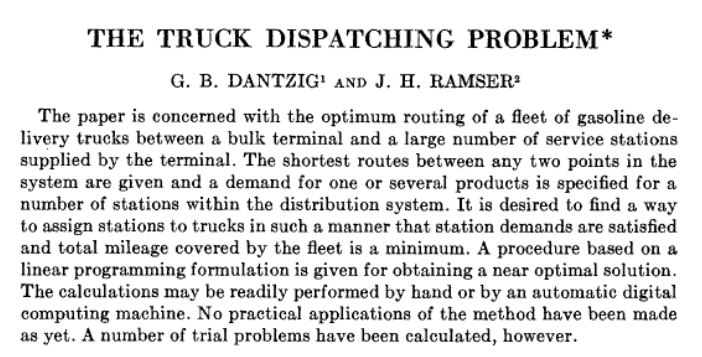 THE TRUCK DISPATCHING PROBLEM*
G. B. DANTZIG¹ AND J. H. RAMSER²
The paper is concerned with the optimum routing of a fleet of gasoline de-
livery trucks between a bulk terminal and a large number of service stations
supplied by the terminal. The shortest routes between any two points in the
system are given and a demand for one or several products is specified for a
number of stations within the distribution system. It is desired to find a way
to assign stations to trucks in such a manner that station demands are satisfied
and total mileage covered by the fleet is a minimum. A procedure based on a
linear programming formulation is given for obtaining a near optimal solution.
The calculations may be readily performed by hand or by an automatic digital
computing machine. No practical applications of the method have been made
as yet. A number of trial problems have been calculated, however.